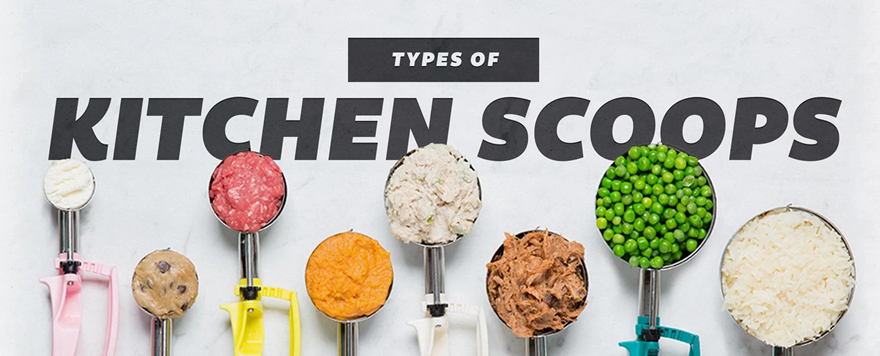 TYPES OF
KITCHEN SCOOPS